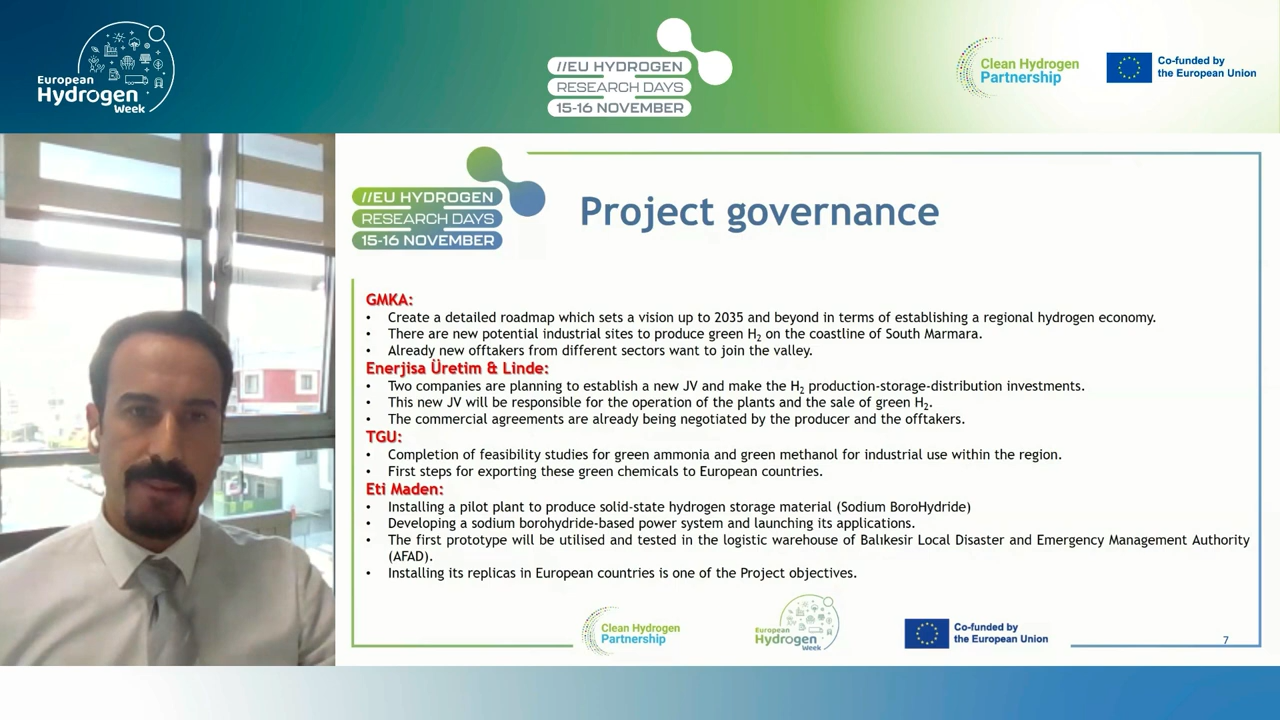 European
Hydrogen
Week
//EU HYDROGEN
RESEARCH DAYS
15-16 NOVEMBER
Clean Hydrogen
Partnership
Co-funded by
the European Union
//EU HYDROGEN
RESEARCH DAYS
15-16 NOVEMBER
Project governance
GMKA:
• Create a detailed roadmap which sets a vision up to 2035 and beyond in terms of establishing a regional hydrogen economy.
• There are new potential industrial sites to produce green H₂ on the coastline of South Marmara.
• Already new offtakers from different sectors want to join the valley.
Enerjisa Üretim & Linde:
• Two companies are planning to establish a new JV and make the H₂ production-storage-distribution investments.
• This new JV will be responsible for the operation of the plants and the sale of green H₂.
• The commercial agreements are already being negotiated by the producer and the offtakers.
TGU:
• Completion of feasibility studies for green ammonia and green methanol for industrial use within the region.
• First steps for exporting these green chemicals to European countries.
Eti Maden:
• Installing a pilot plant to produce solid-state hydrogen storage material (Sodium BoroHydride)
• Developing a sodium borohydride-based power system and launching its applications.
• The first prototype will be utilised and tested in the logistic warehouse of Balıkesir Local Disaster and Emergency Management Authority
(AFAD).
• Installing its replicas in European countries is one of the Project objectives.
Clean Hydrogen
Partnership
European
Hydrogen
Week
Co-funded by
the European Union
7